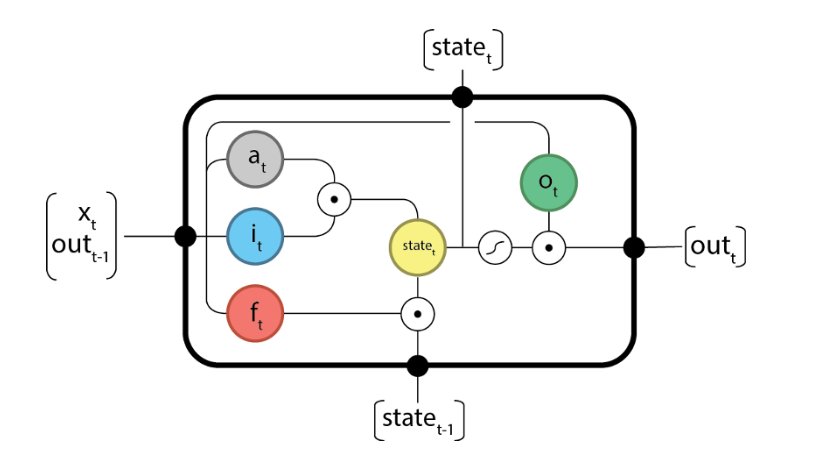 [state_t]
a_t
o_t
x_t
out_t-1
i_t
state_t
[out_t]
f_t
[state_t-1]